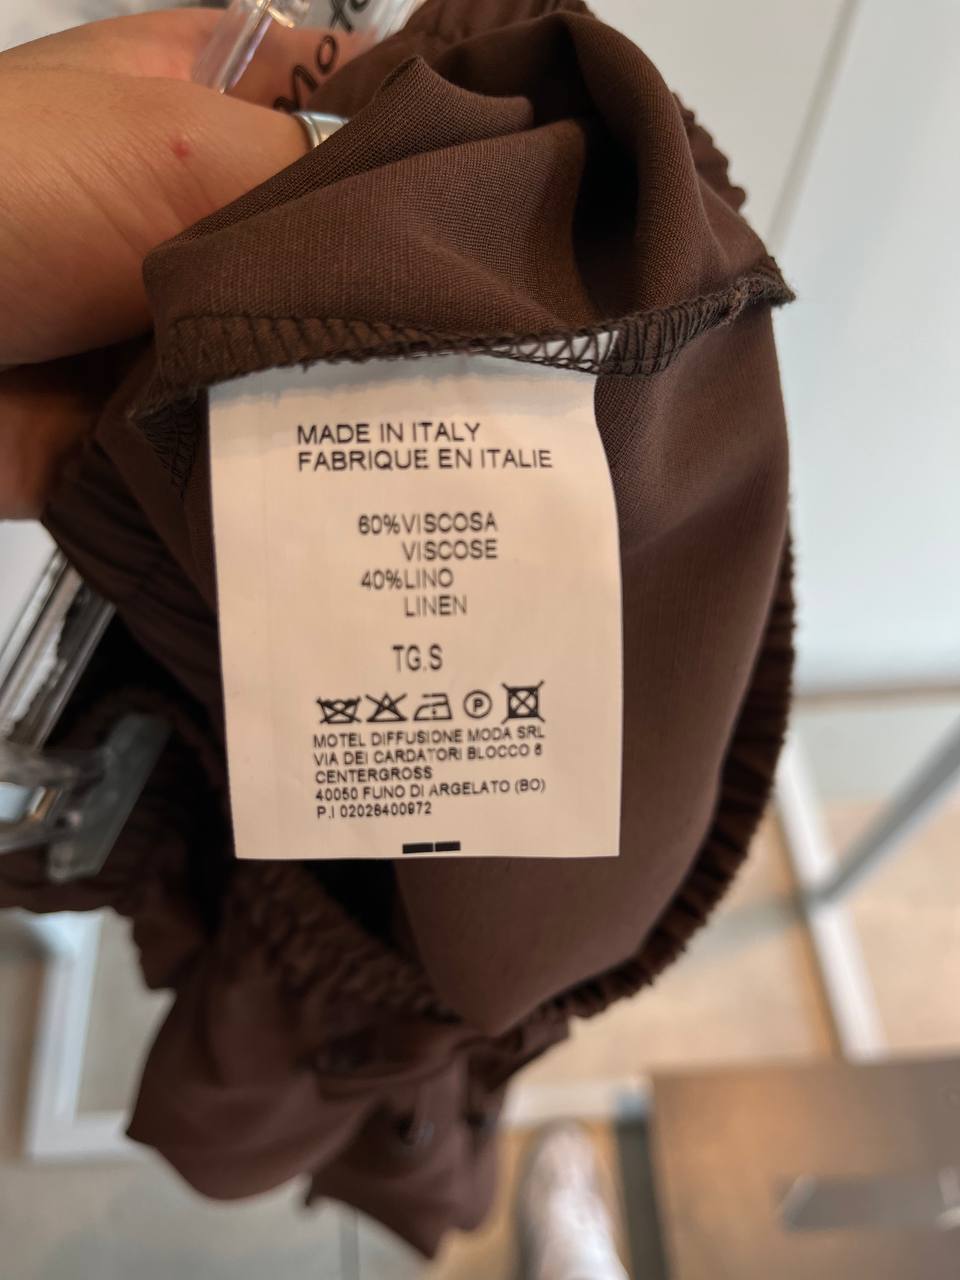 MADE IN ITALY
FABRIQUE EN ITALIE
60%VISCOSA
VISCOSE
40%LINO
LINEN
TG.S
P
MOTEL DIFFUSIONE MODA SRL
VIA DEI CARDATORI BLOCCO 6
CENTERGROSS
40050 FUNO DI ARGELATO (BO)
P.I 02026400972